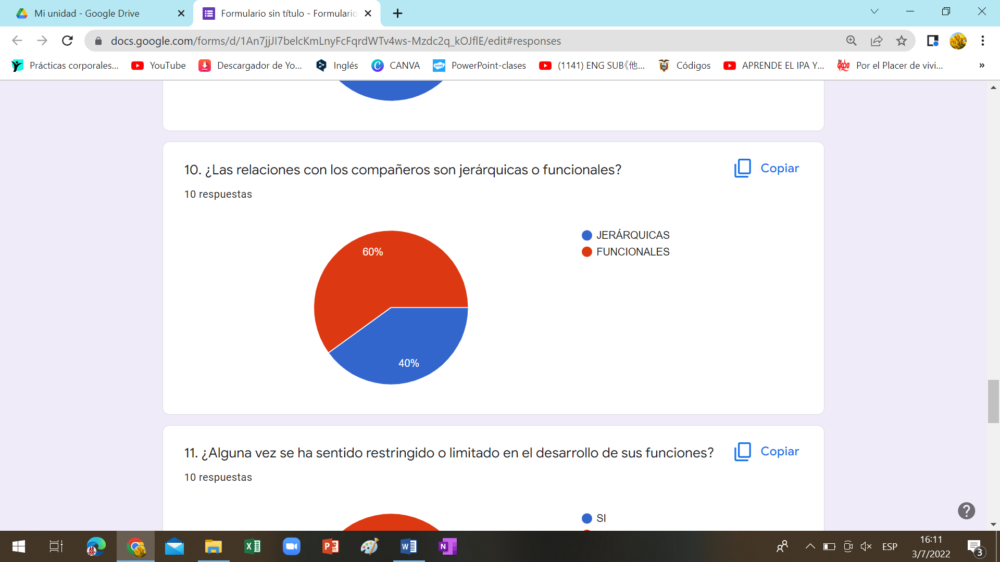 Mi unidad - Google Drive
Formulario sin título - Formulario
docs.google.com/forms/d/1An7jjJI7belcKmLnyFcFqrdWTv4ws-Mzdc2q_kOJflE/edit#responses
Prácticas corporales...
YouTube
Descargador de Yo...
Inglés
CANVA
PowerPoint-clases
(1141) ENG SUB《他...
Códigos
APRENDE EL IPA Y...
Por el Placer de vivi...
»
10. ¿Las relaciones con los compañeros son jerárquicas o funcionales?
Copiar
10 respuestas
JERÁRQUICAS
FUNCIONALES
60%
40%
11. ¿Alguna vez se ha sentido restringido o limitado en el desarrollo de sus funciones?
Copiar
10 respuestas
SI
ESP
16:11
3/7/2022
3